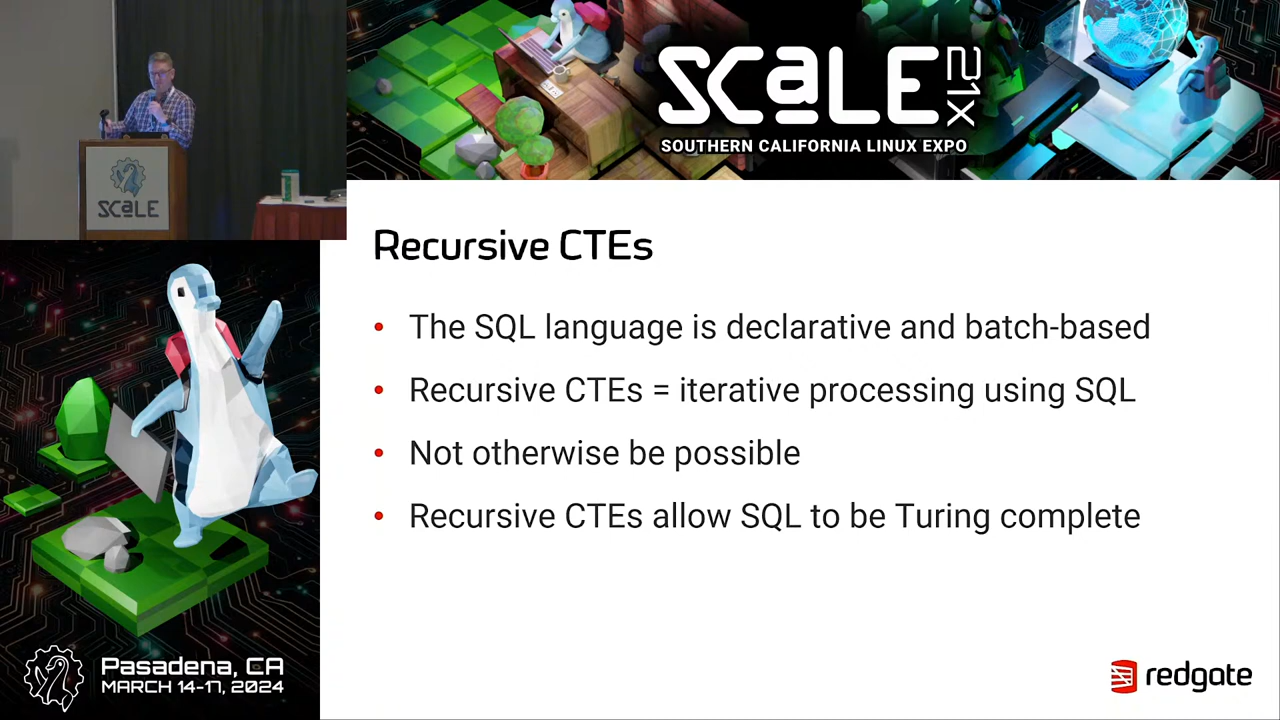 SCaLE 21X
SOUTHERN CALIFORNIA LINUX EXPO
SCaLE
Recursive CTEs
• The SQL language is declarative and batch-based
• Recursive CTEs = iterative processing using SQL
• Not otherwise be possible
• Recursive CTEs allow SQL to be Turing complete
Pasadena, CA
MARCH 14-17, 2024
redgate